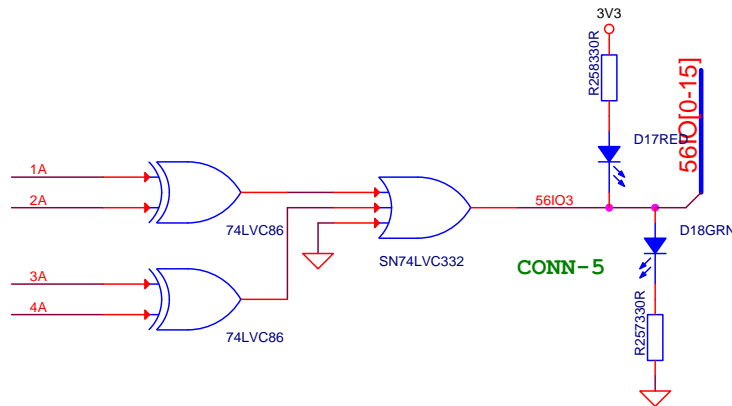 3V3
R258330R
56IO[0-15]
D17RED
1A
2A
74LVC86
56IO3
D18GRN
SN74LVC332
CONN-5
3A
4A
74LVC86
R257330R